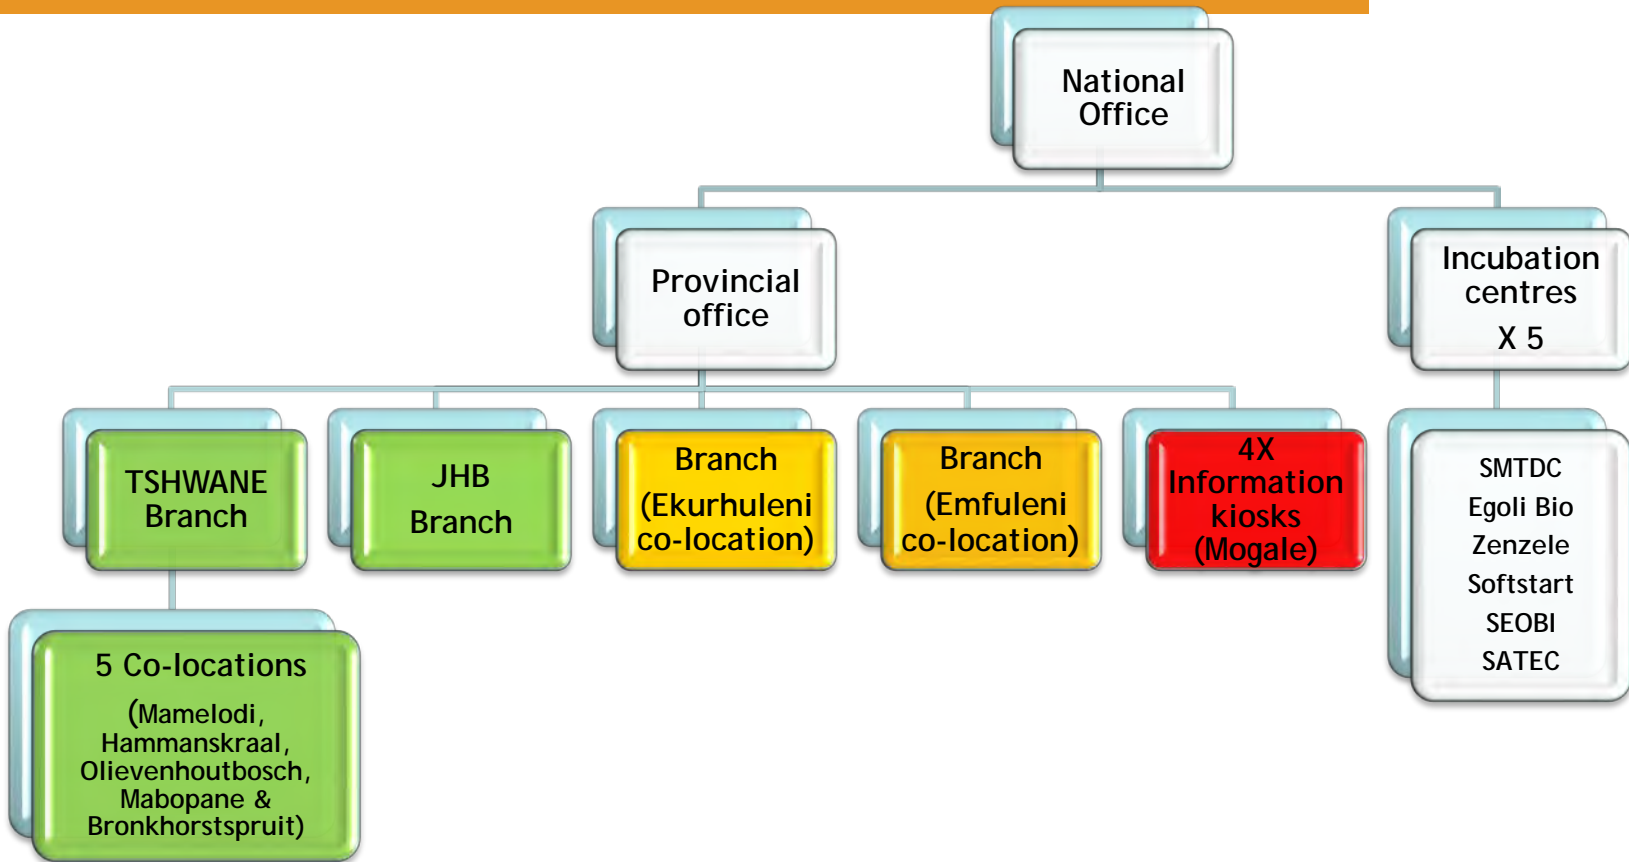 National
Office
Provincial
office
Incubation
centres
X 5
TSHWANE
Branch
JHB
Branch
Branch
(Ekurhuleni
co-location)
Branch
(Emfuleni
co-location)
4X
Information
kiosks
(Mogale)
SMTDC
Egoli Bio
Zenzele
Softstart
SEOBI
SATEC
5 Co-locations
(Mamelodi,
Hammanskraal,
Olievenhoutbosch,
Mabopane &
Bronkhorstspruit)